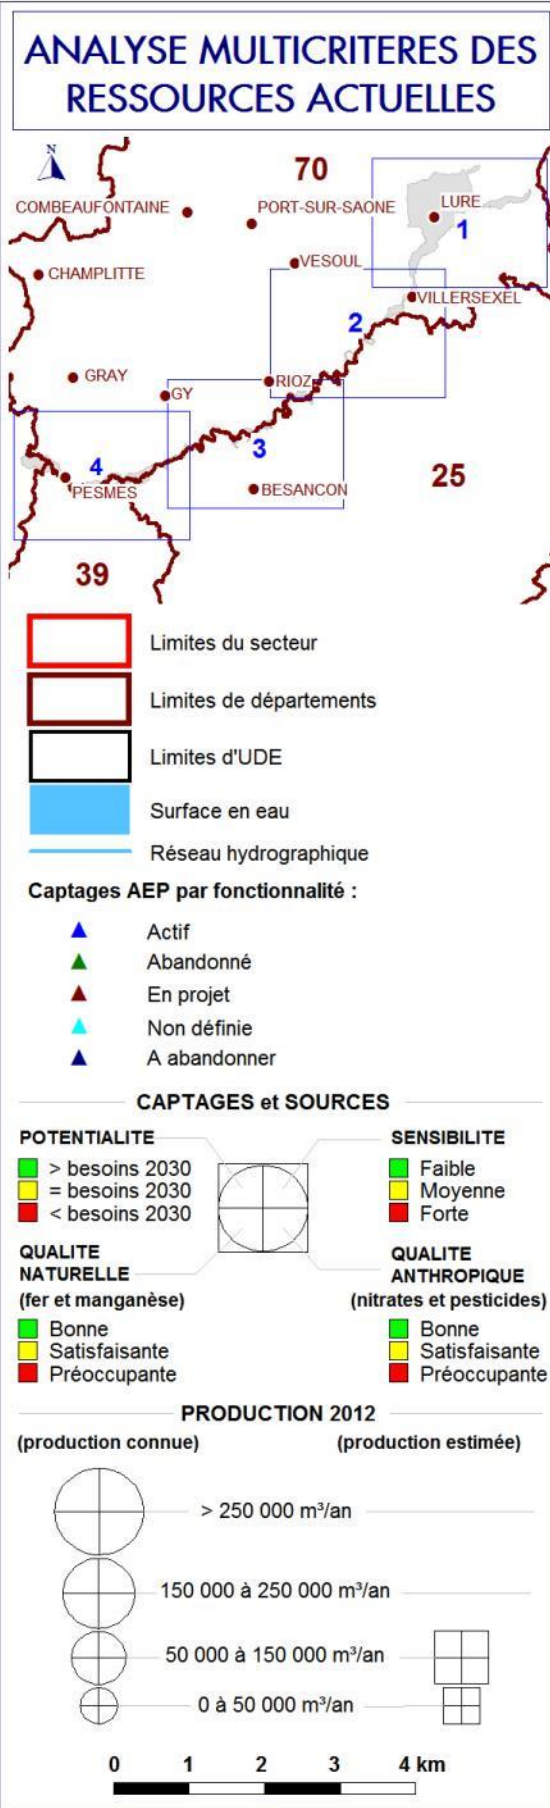 ANALYSE MULTICRITERES DES
RESSOURCES ACTUELLES
N
70
COMBEAUFONTAINE
PORT-SUR-SAONE
LURE
1
CHAMPLITTE
VESOUL
VILLERSEXEL
2
GRAY
GY
RIOZ
3
4
PESMES
BESANCON
25
39
Limites du secteur
Limites de départements
Limites d'UDE
Surface en eau
Réseau hydrographique
Captages AEP par fonctionnalité :
Actif
Abandonné
En projet
Non définie
A abandonner
CAPTAGES et SOURCES
POTENTIALITE
> besoins 2030
= besoins 2030
< besoins 2030
SENSIBILITE
Faible
Moyenne
Forte
QUALITE
NATURELLE
(fer et manganèse)
Bonne
Satisfaisante
Préoccupante
QUALITE
ANTHROPIQUE
(nitrates et pesticides)
Bonne
Satisfaisante
Préoccupante
PRODUCTION 2012
(production connue) (production estimée)
> 250 000 m³/an
150 000 à 250 000 m³/an
50 000 à 150 000 m³/an
0 à 50 000 m³/an
0 1 2 3 4 km